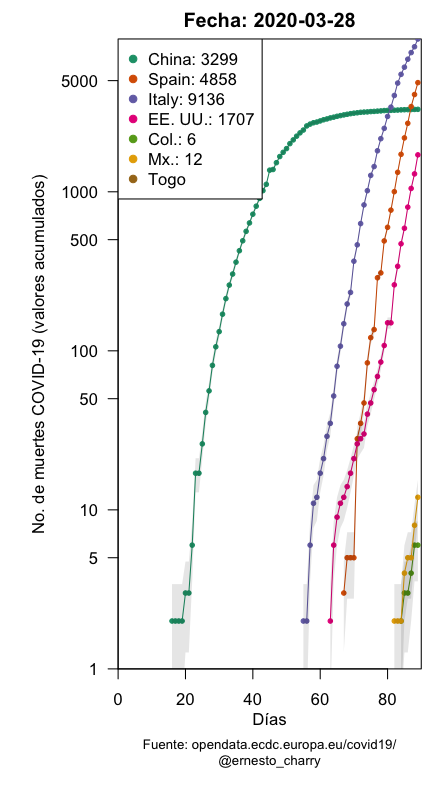 Fecha: 2020-03-28
China: 3299
Spain: 4858
Italy: 9136
EE. UU.: 1707
Col.: 6
Mx.: 12
Togo
No. de muertes COVID-19 (valores acumulados)
5000
1000
500
100
50
10
5
1
0 20 40 60 80
Días
Fuente: opendata.ecdc.europa.eu/covid19/
@ernesto_charry